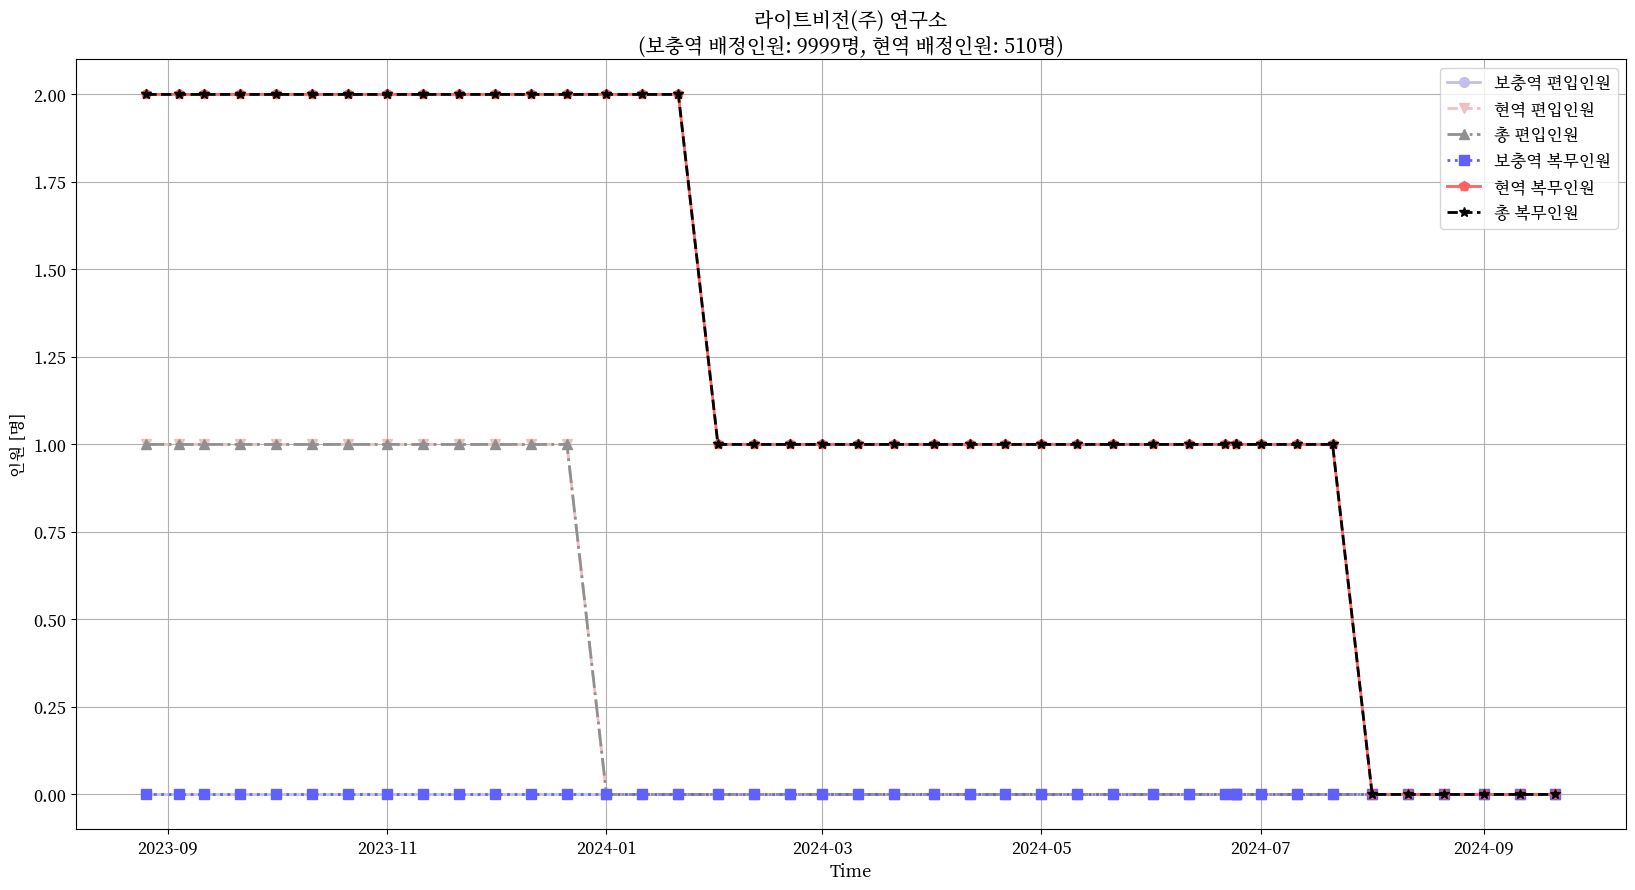 라이트비전(주) 연구소
(보충역 배정인원: 9999명, 현역 배정인원: 510명)
보충역 편입인원
현역 편입인원
총 편입인원
보충역 복무인원
현역 복무인원
총 복무인원
인원 [명]
2.00
1.75
1.50
1.25
1.00
0.75
0.50
0.25
0.00
2023-09
2023-11
2024-01
2024-03
2024-05
2024-07
2024-09
Time